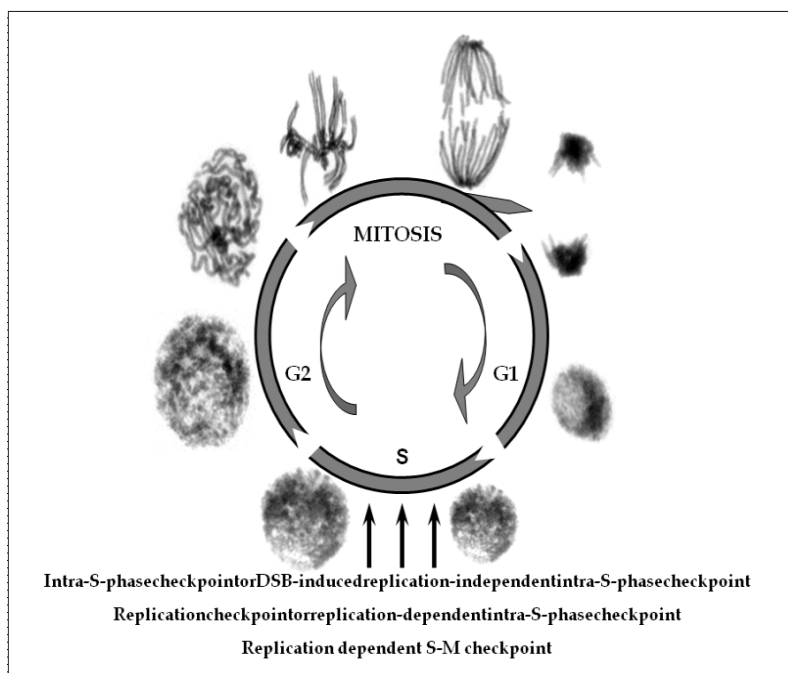 MITOSIS
G2
G1
S
Intra-S-phasecheckpointorDSB-inducedreplication-independentintra-S-phasecheckpoint
Replicationcheckpointorreplication-dependentintra-S-phasecheckpoint
Replication dependent S-M checkpoint